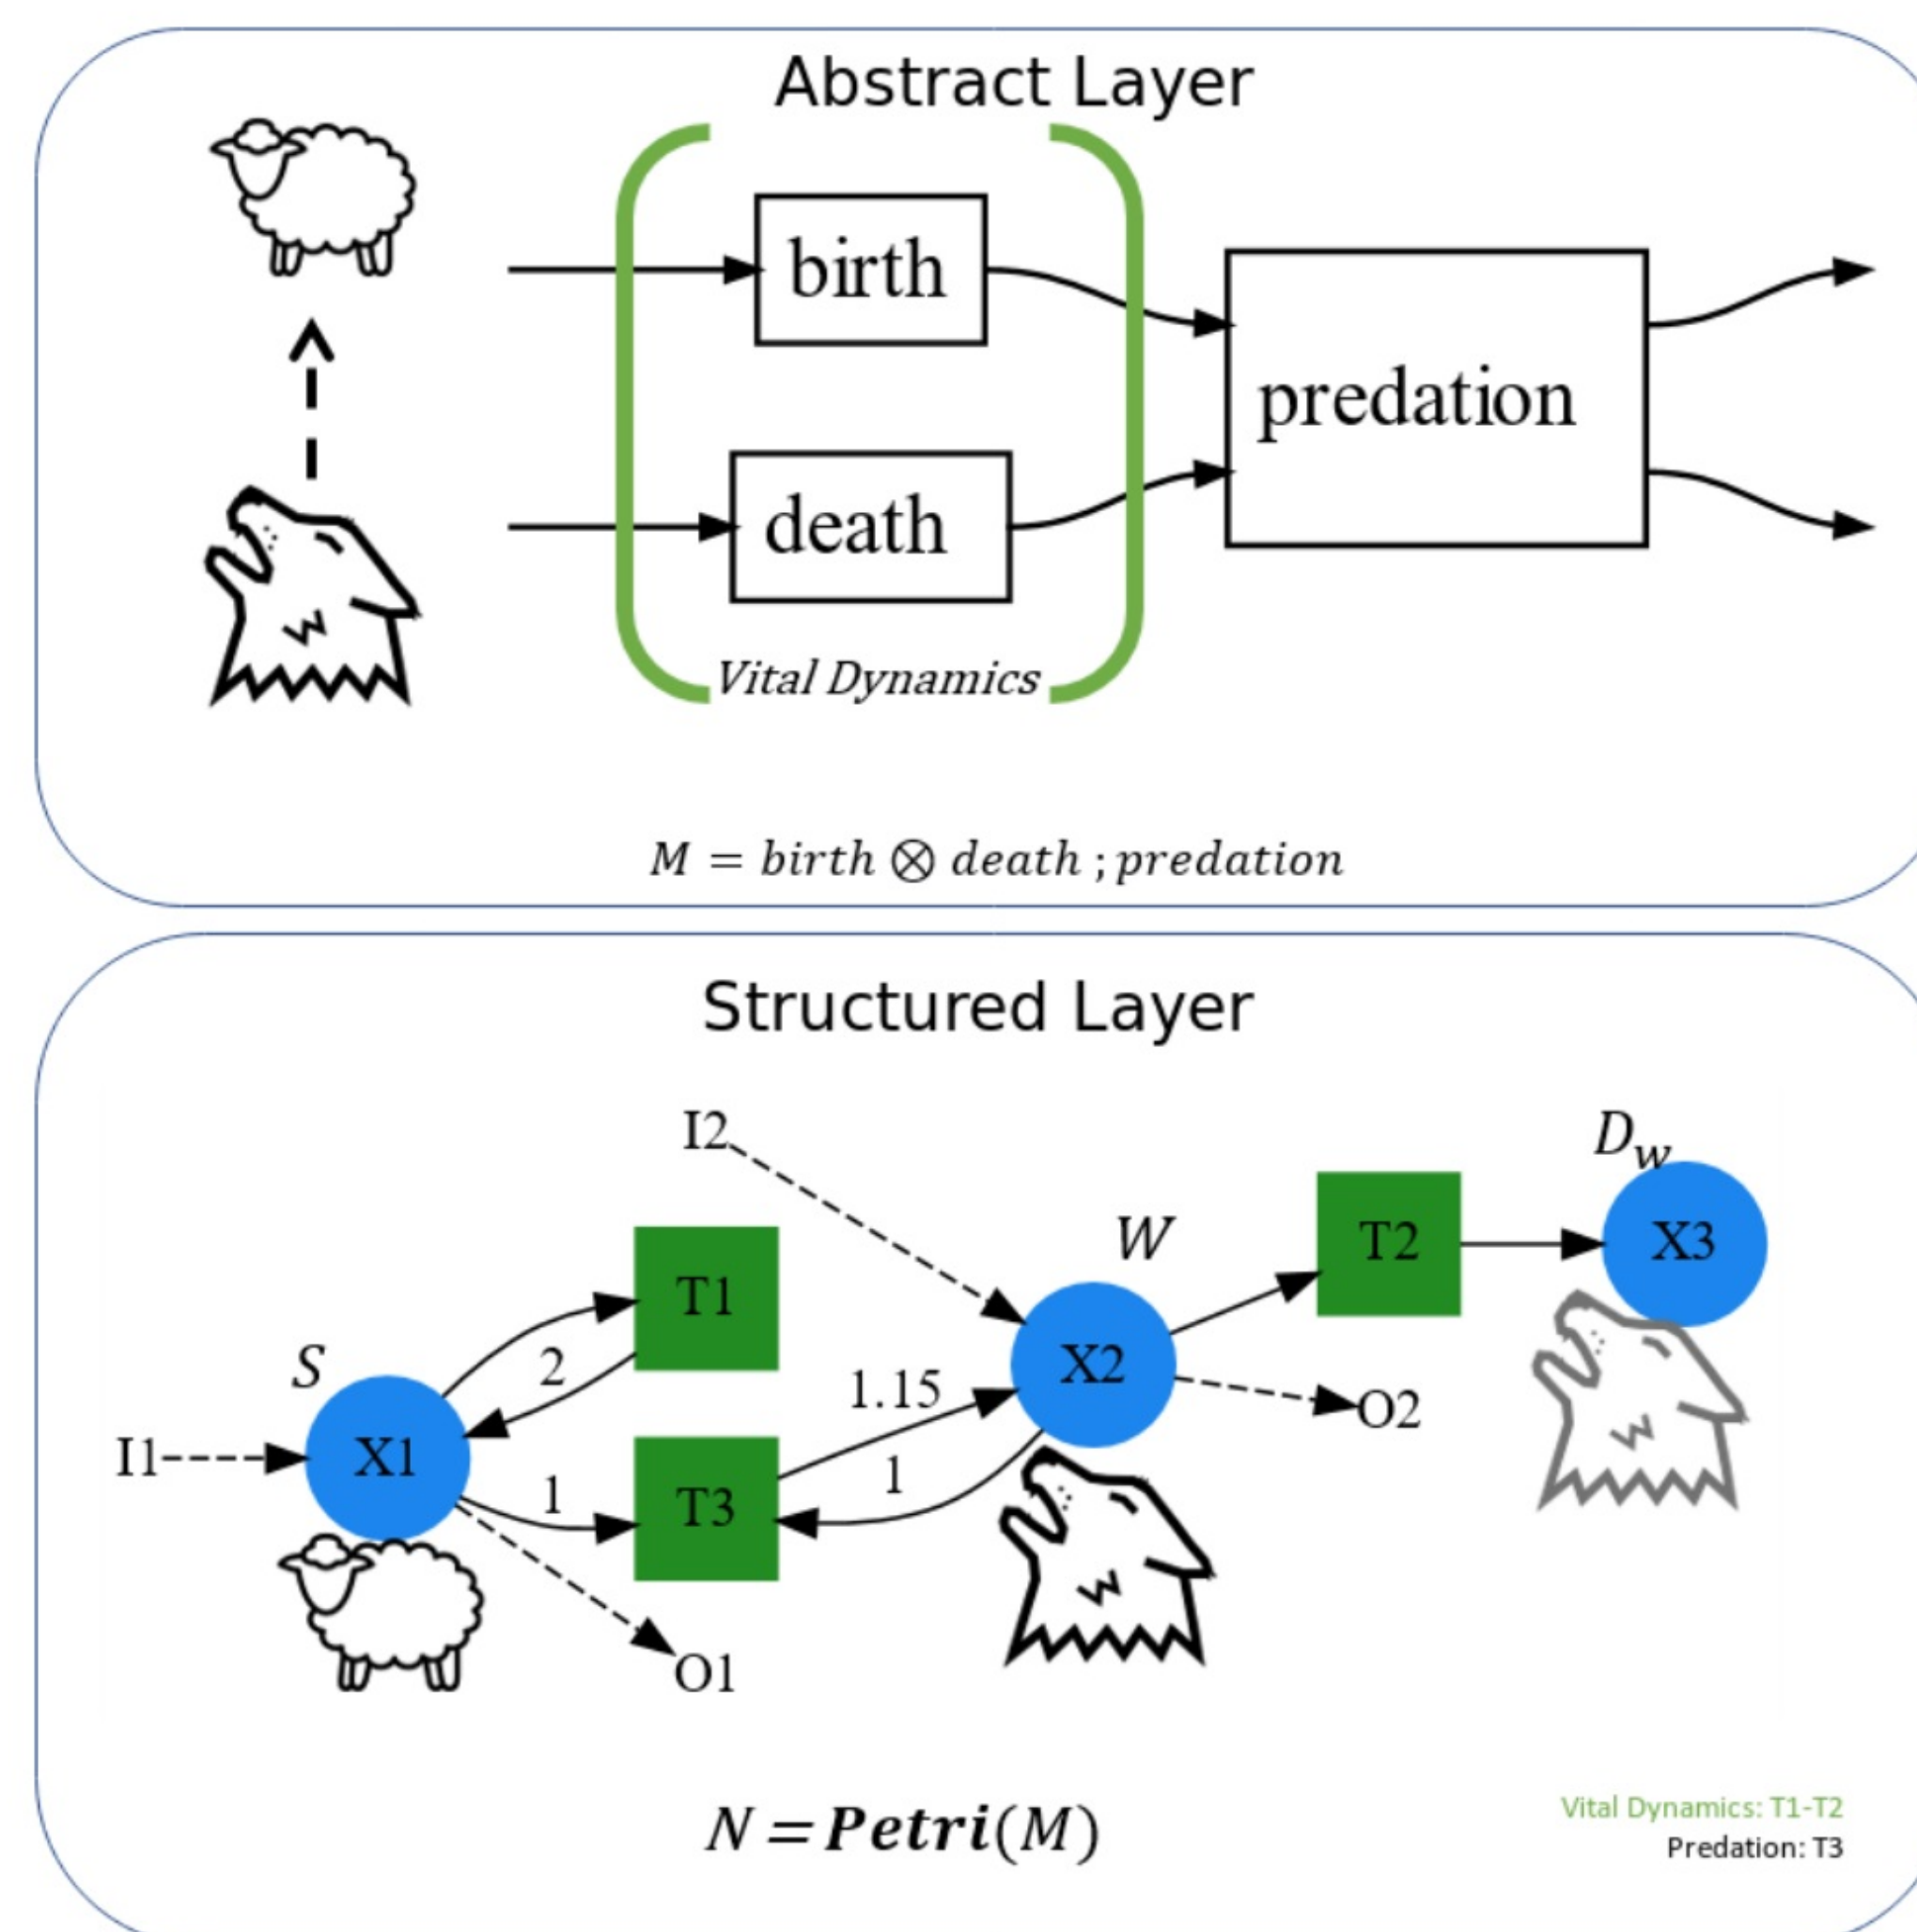 Abstract Layer
birth
predation
death
Vital Dynamics
M = birth ⊗ death ; predation
Structured Layer
I2
D_w
T2
X3
W
T1
S
2
1.15
X2
O2
I1
X1
1
T3
1
O1
N = Petri(M)
Vital Dynamics: T1-T2
Predation: T3